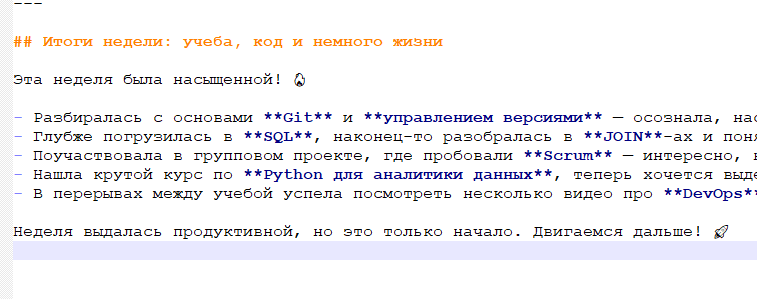 ---
## Итоги недели: учеба, код и немного жизни
Эта неделя была насыщенной! 🔥
- Разбиралась с основами **Git** и **управлением версиями** — осознала,
- Глубже погрузилась в **SQL**, наконец-то разобралась в **JOIN**-ах и
- Поучаствовала в групповом проекте, где пробовали **Scrum** — интересно,
- Нашла крутой курс по **Python для аналитики данных**, теперь хочется
- В перерывах между учебой успела посмотреть несколько видео про **DevOps**
Неделя выдалась продуктивной, но это только начало. Двигаемся дальше! 🚀